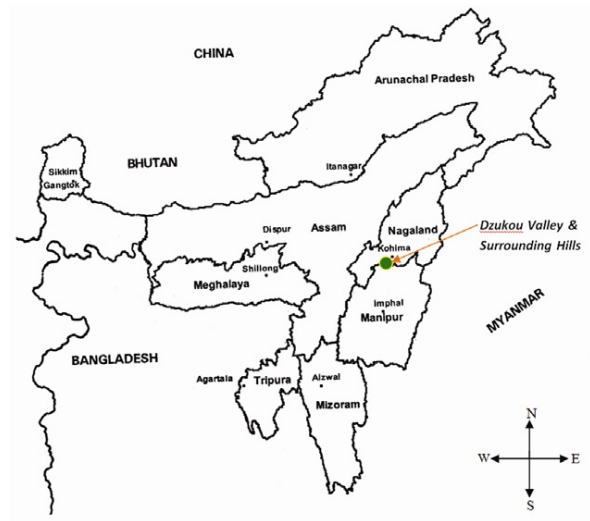 CHINA
Arunachal Pradesh
BHUTAN
Itanagar
Sikkim
Gangtok
Dzukou Valley &
Surrounding Hills
Nagaland
Kohima
Dispur
Assam
Shillong
Meghalaya
Imphal
Manipur
MYANMAR
BANGLADESH
Agartala
Tripura
Aizwal
Mizoram
N
W
E
S